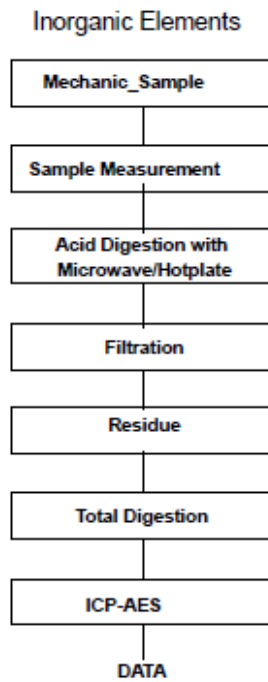 Inorganic Elements
Mechanic_Sample
Sample Measurement
Acid Digestion with
Microwave/Hotplate
Filtration
Residue
Total Digestion
ICP-AES
DATA